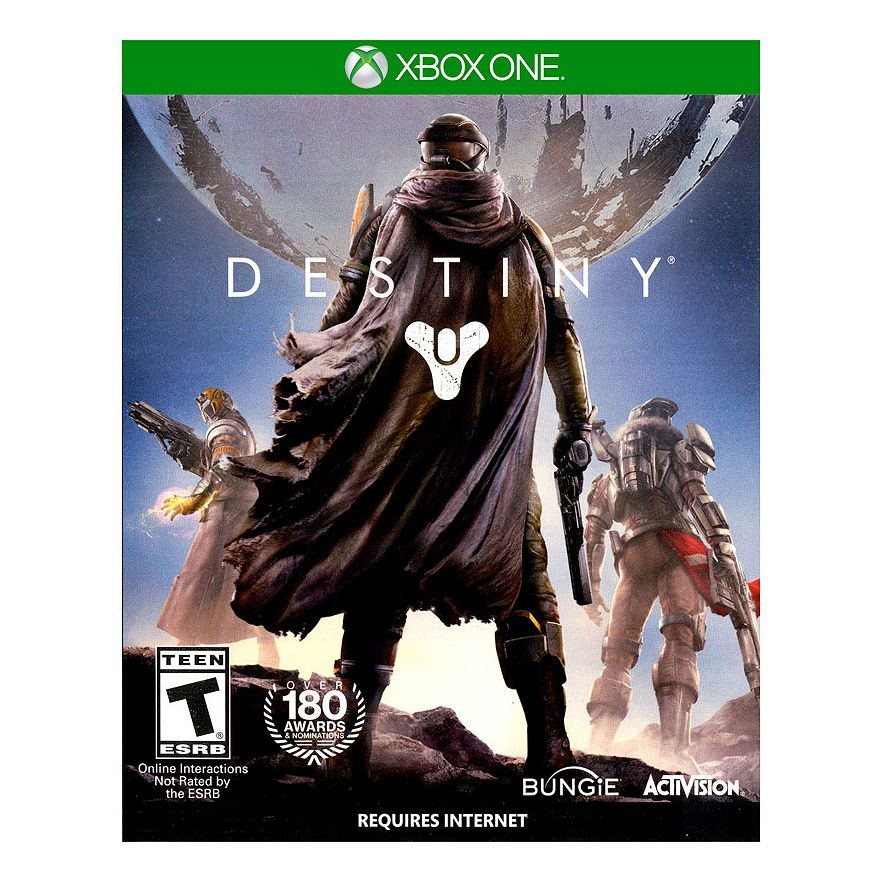 XBOX ONE.
DESTINY®
TEEN
T
®
ESRB
OVER
180
AWARDS
& NOMINATIONS
Online Interactions
Not Rated by
the ESRB
BUNGiE
ACTIVISION.
REQUIRES INTERNET